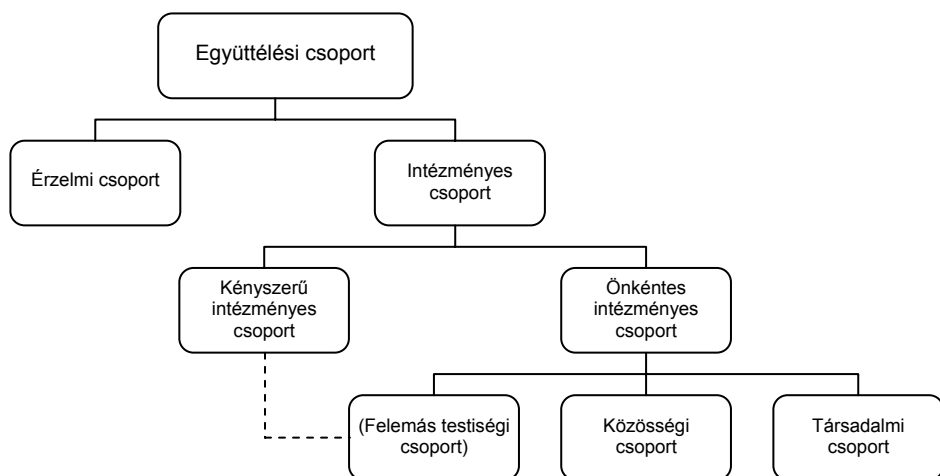 Együttélési csoport
Érzelmi csoport
Intézményes
csoport
Kényszerű
intézményes
csoport
Önkéntes
intézményes
csoport
(Felemás testiségi
csoport)
Közösségi
csoport
Társadalmi
csoport